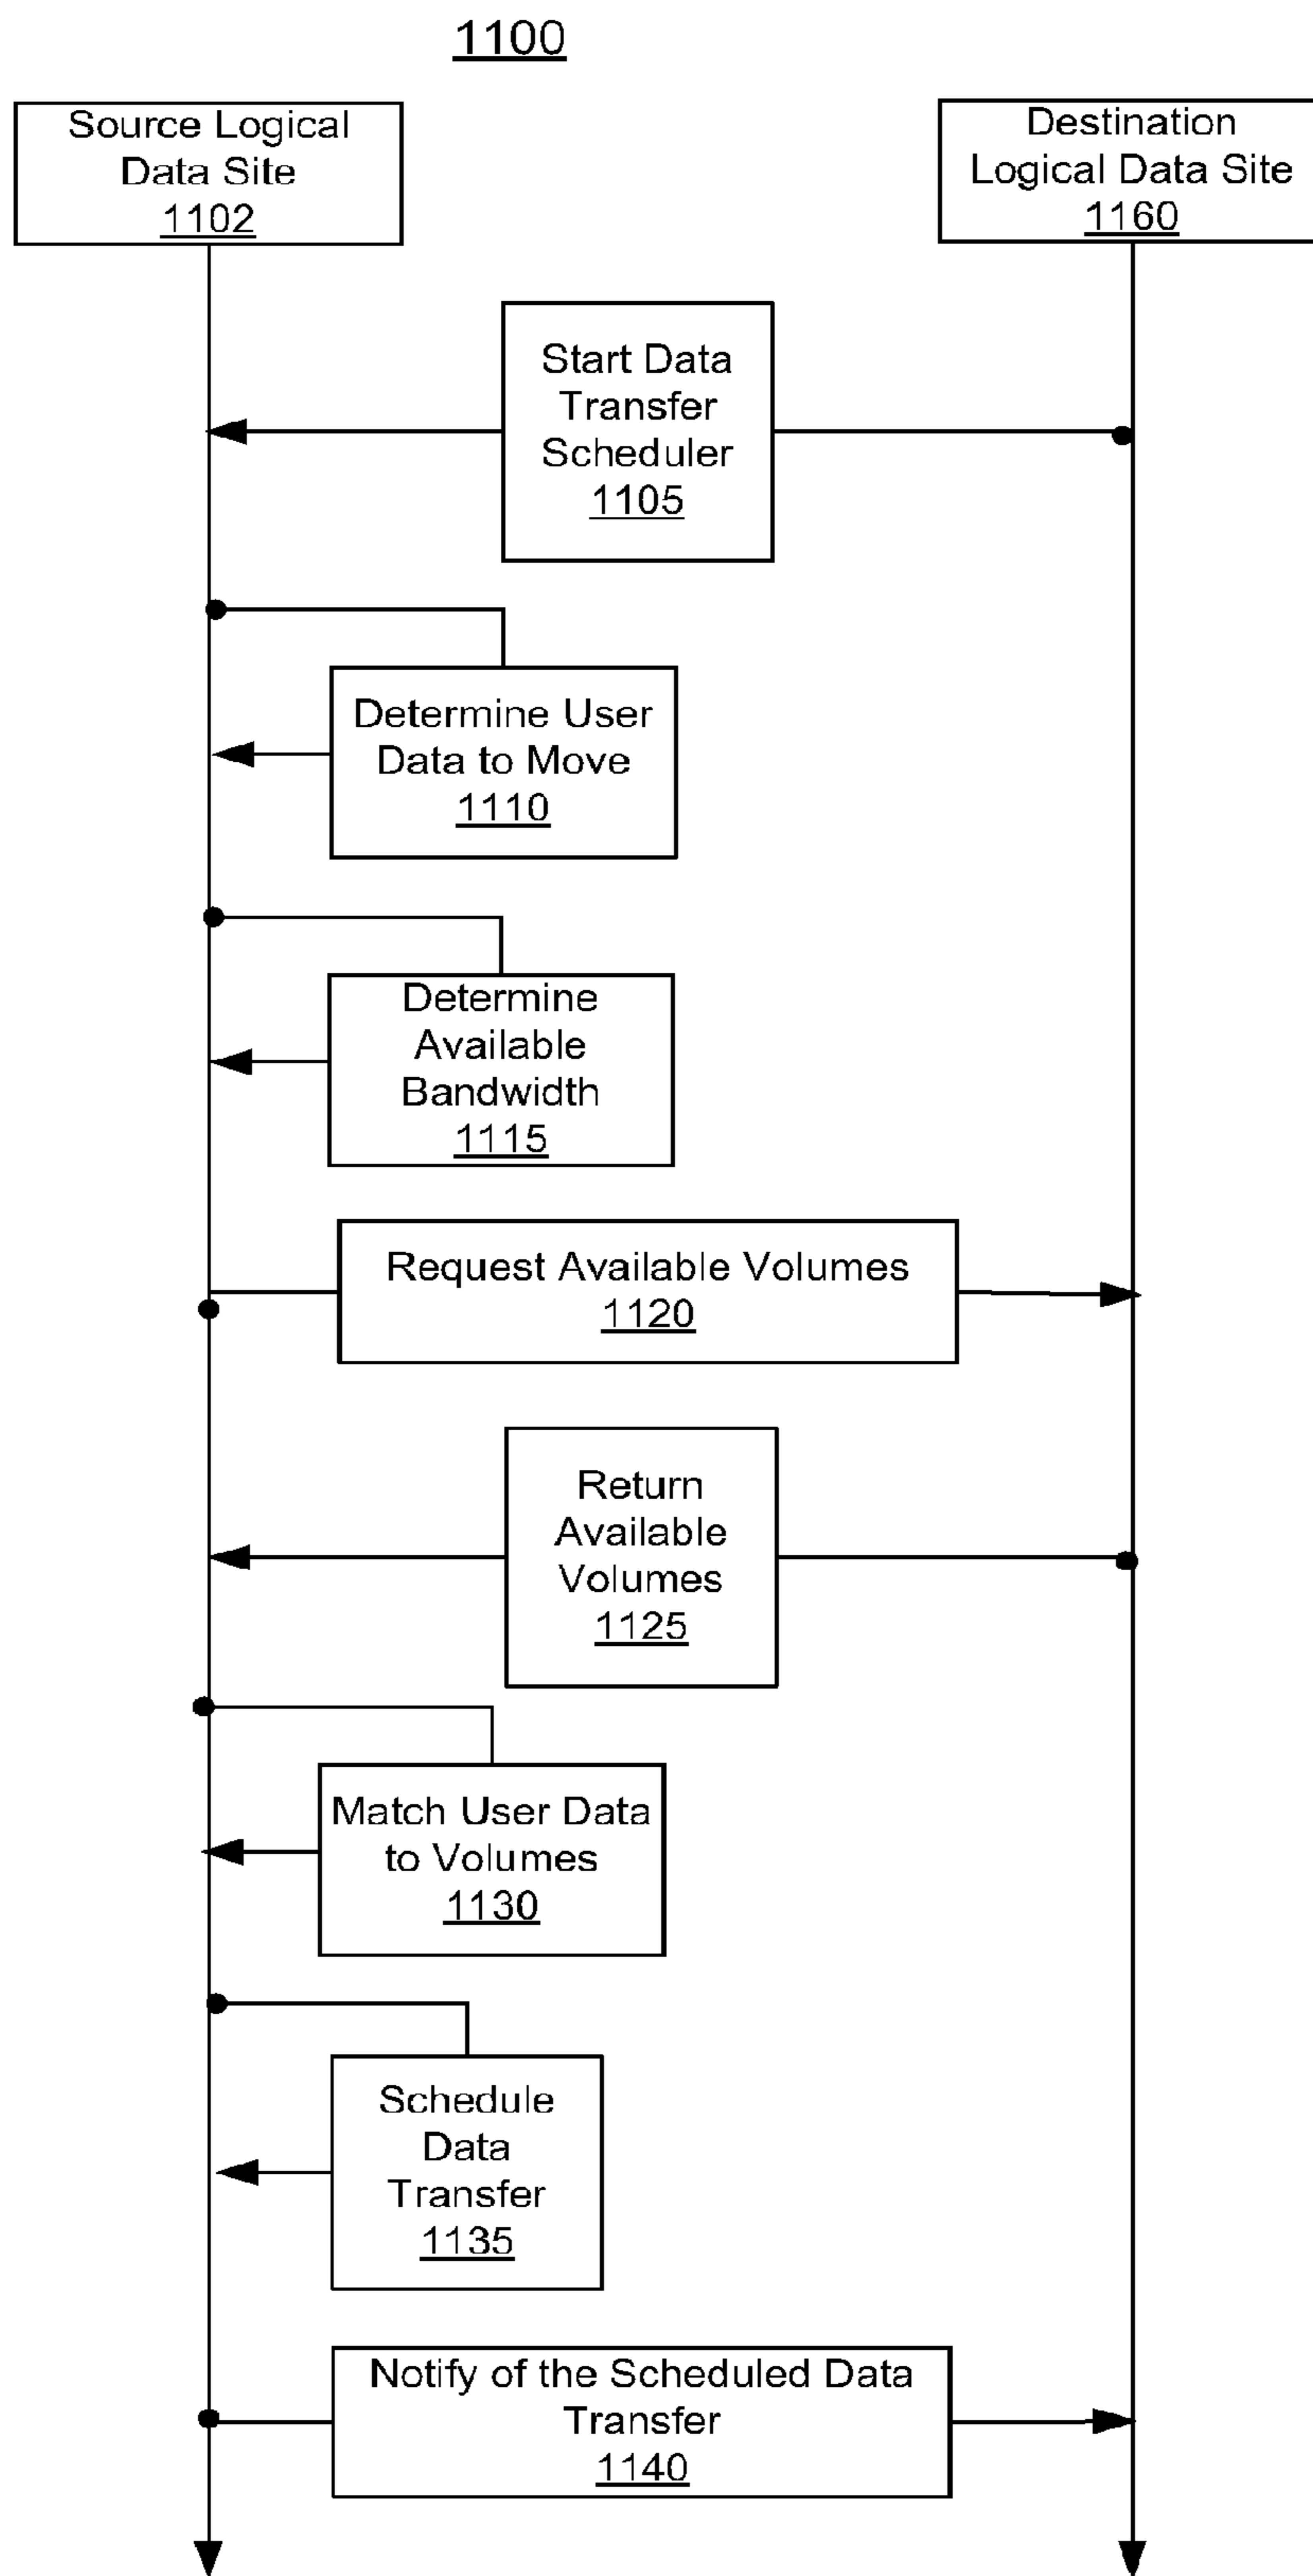 1100
Source Logical
Data Site
1102
Destination
Logical Data Site
1160
Start Data
Transfer
Scheduler
1105
Determine User
Data to Move
1110
Determine
Available
Bandwidth
1115
Request Available Volumes
1120
Return
Available
Volumes
1125
Match User Data
to Volumes
1130
Schedule
Data
Transfer
1135
Notify of the Scheduled Data
Transfer
1140